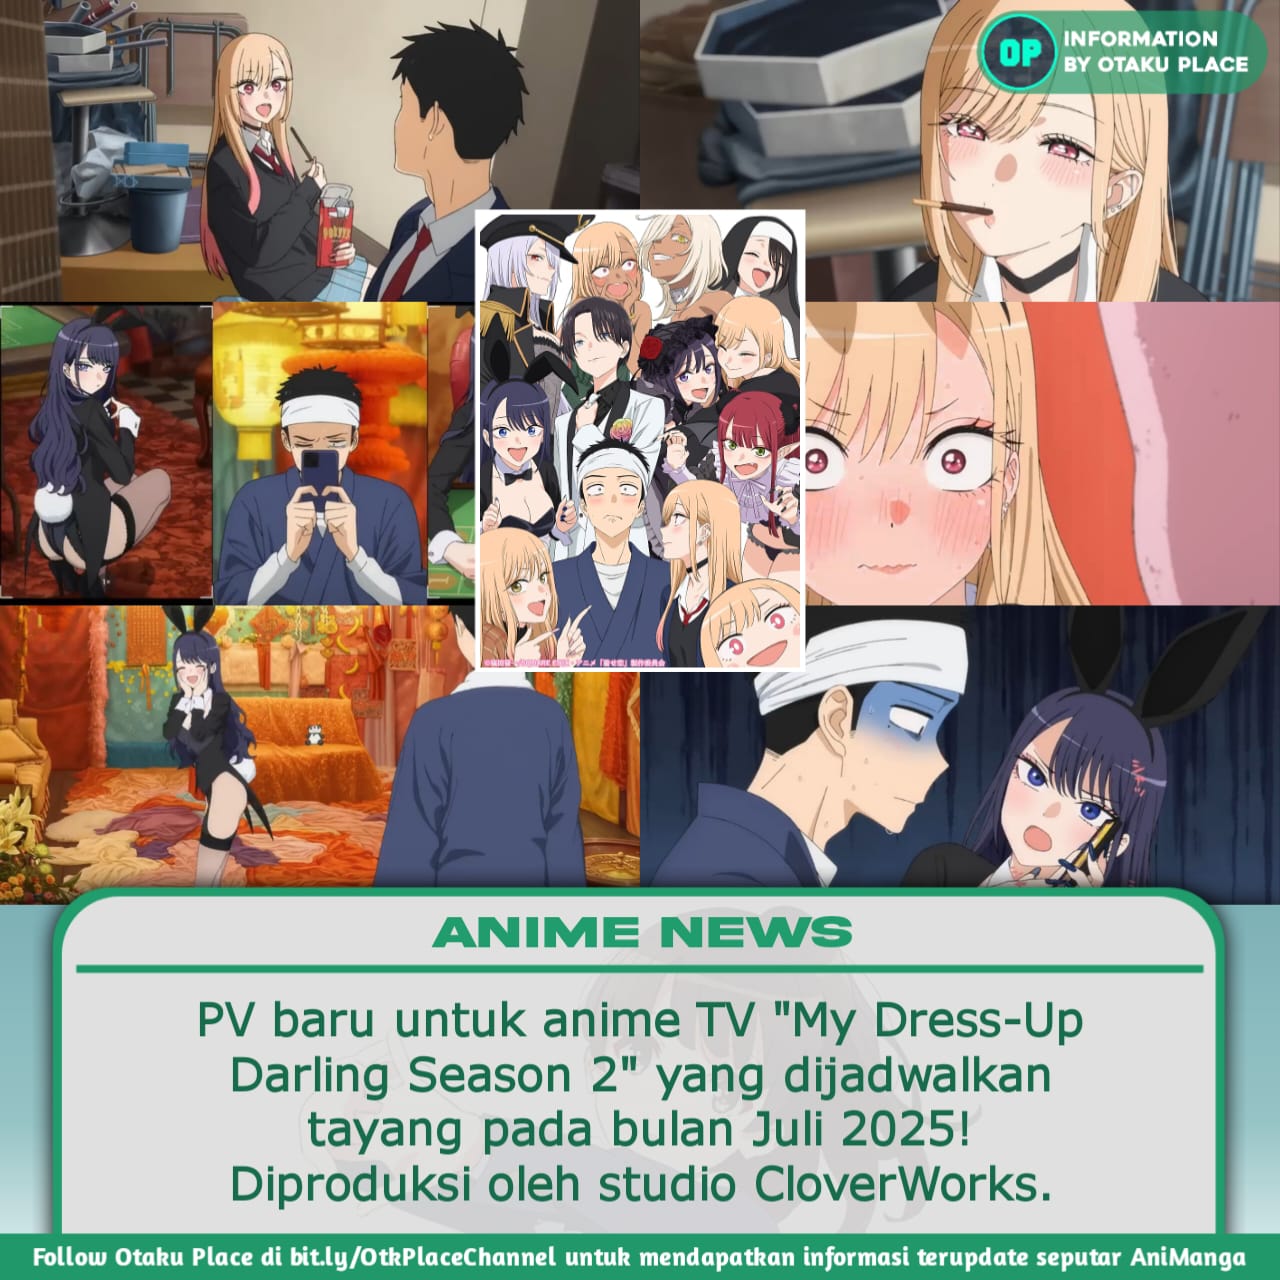 OP
INFORMATION
BY OTAKU PLACE
ANIME NEWS
PV baru untuk anime TV "My Dress-Up
Darling Season 2" yang dijadwalkan
tayang pada bulan Juli 2025!
Diproduksi oleh studio CloverWorks.
Follow Otaku Place di bit.ly/OtkPlaceChannel untuk mendapatkan informasi terupdate seputar AniManga